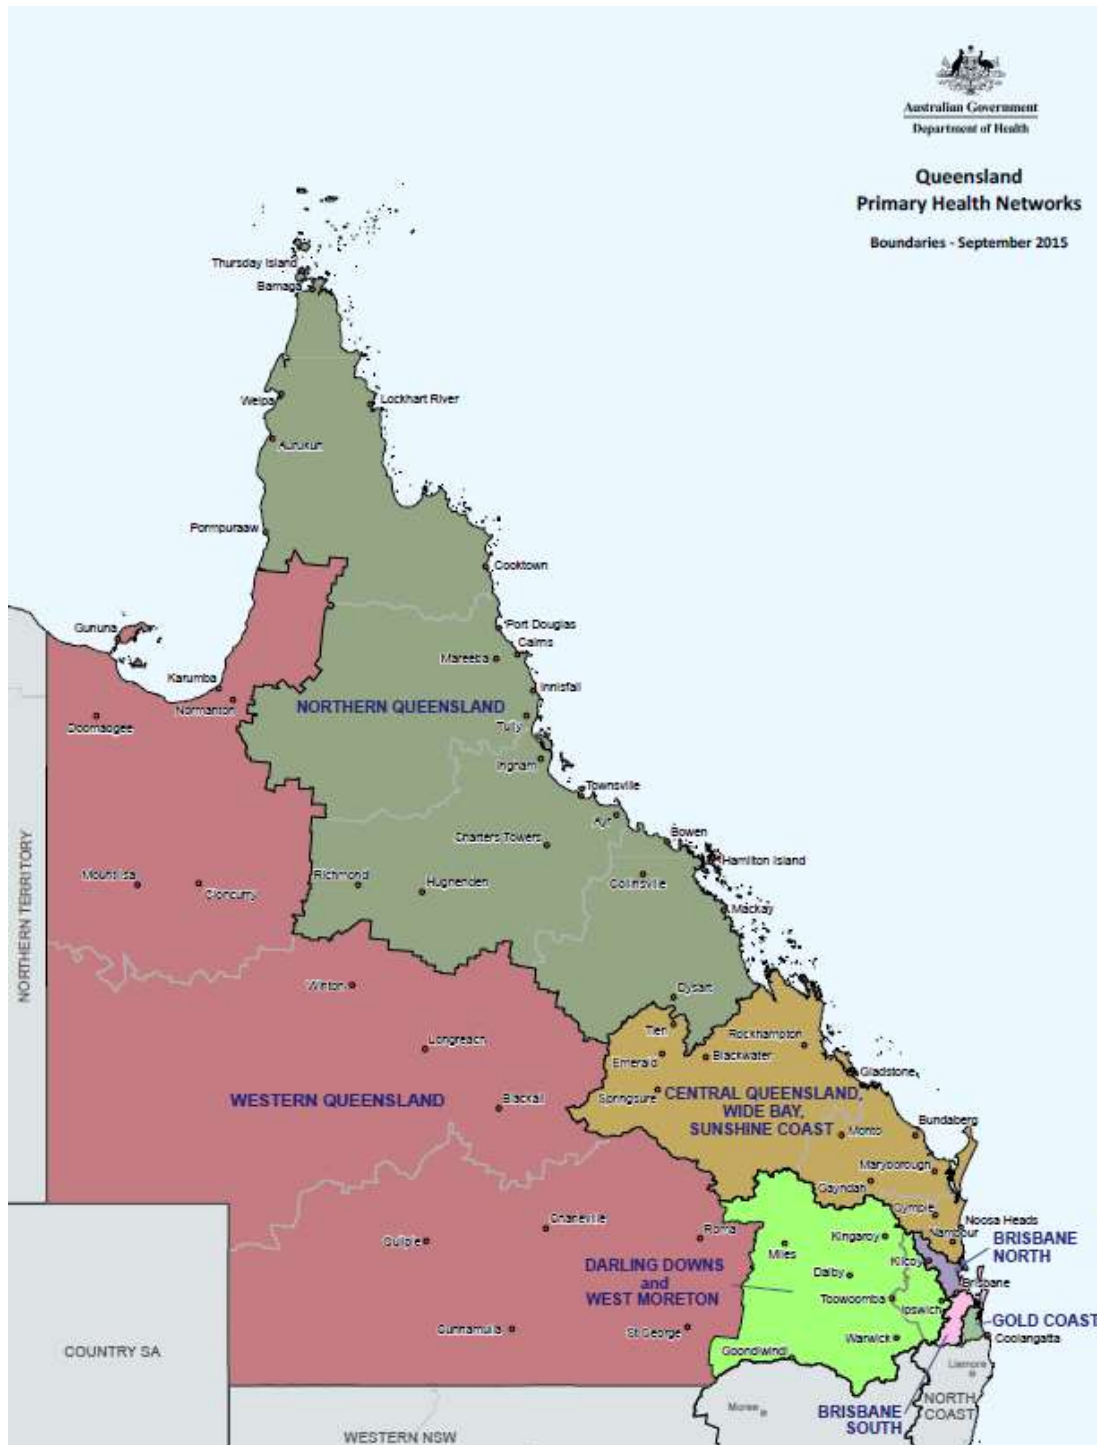 Australian Government
Department of Health
Queensland
Primary Health Networks
Boundaries - September 2015
Thursday Island
Bamaga
Weipa
Lockhart River
Aurukun
Pormpuraaw
Cooktown
Gununa
Port Douglas
Cairns
Mareeba
Karumba
Innisfail
Normanton
NORTHERN QUEENSLAND
Doomadgee
Tully
Ingham
Townsville
Ayr
Bowen
Charters Towers
Hamilton Island
NORTHERN TERRITORY
Mount Isa
Cloncurry
Richmond
Hughenden
Collinsville
Mackay
Winton
Dysart
Tieri
Rockhampton
Longreach
Emerald
Blackwater
Gladstone
WESTERN QUEENSLAND
Blackall
Springsure
CENTRAL QUEENSLAND,
WIDE BAY,
SUNSHINE COAST
Monto
Bundaberg
Maryborough
Gayndah
Gympie
Noosa Heads
Nambour
Charleville
Roma
Quilpie
Miles
Kingaroy
Kilcoy
BRISBANE
NORTH
DARLING DOWNS
and
WEST MORETON
Dalby
Brisbane
Toowoomba
Ipswich
GOLD COAST
Coolangatta
Cunnamulla
St George
Warwick
Goondiwindi
COUNTRY SA
Lismore
Moree
NORTH
COAST
BRISBANE
SOUTH
WESTERN NSW